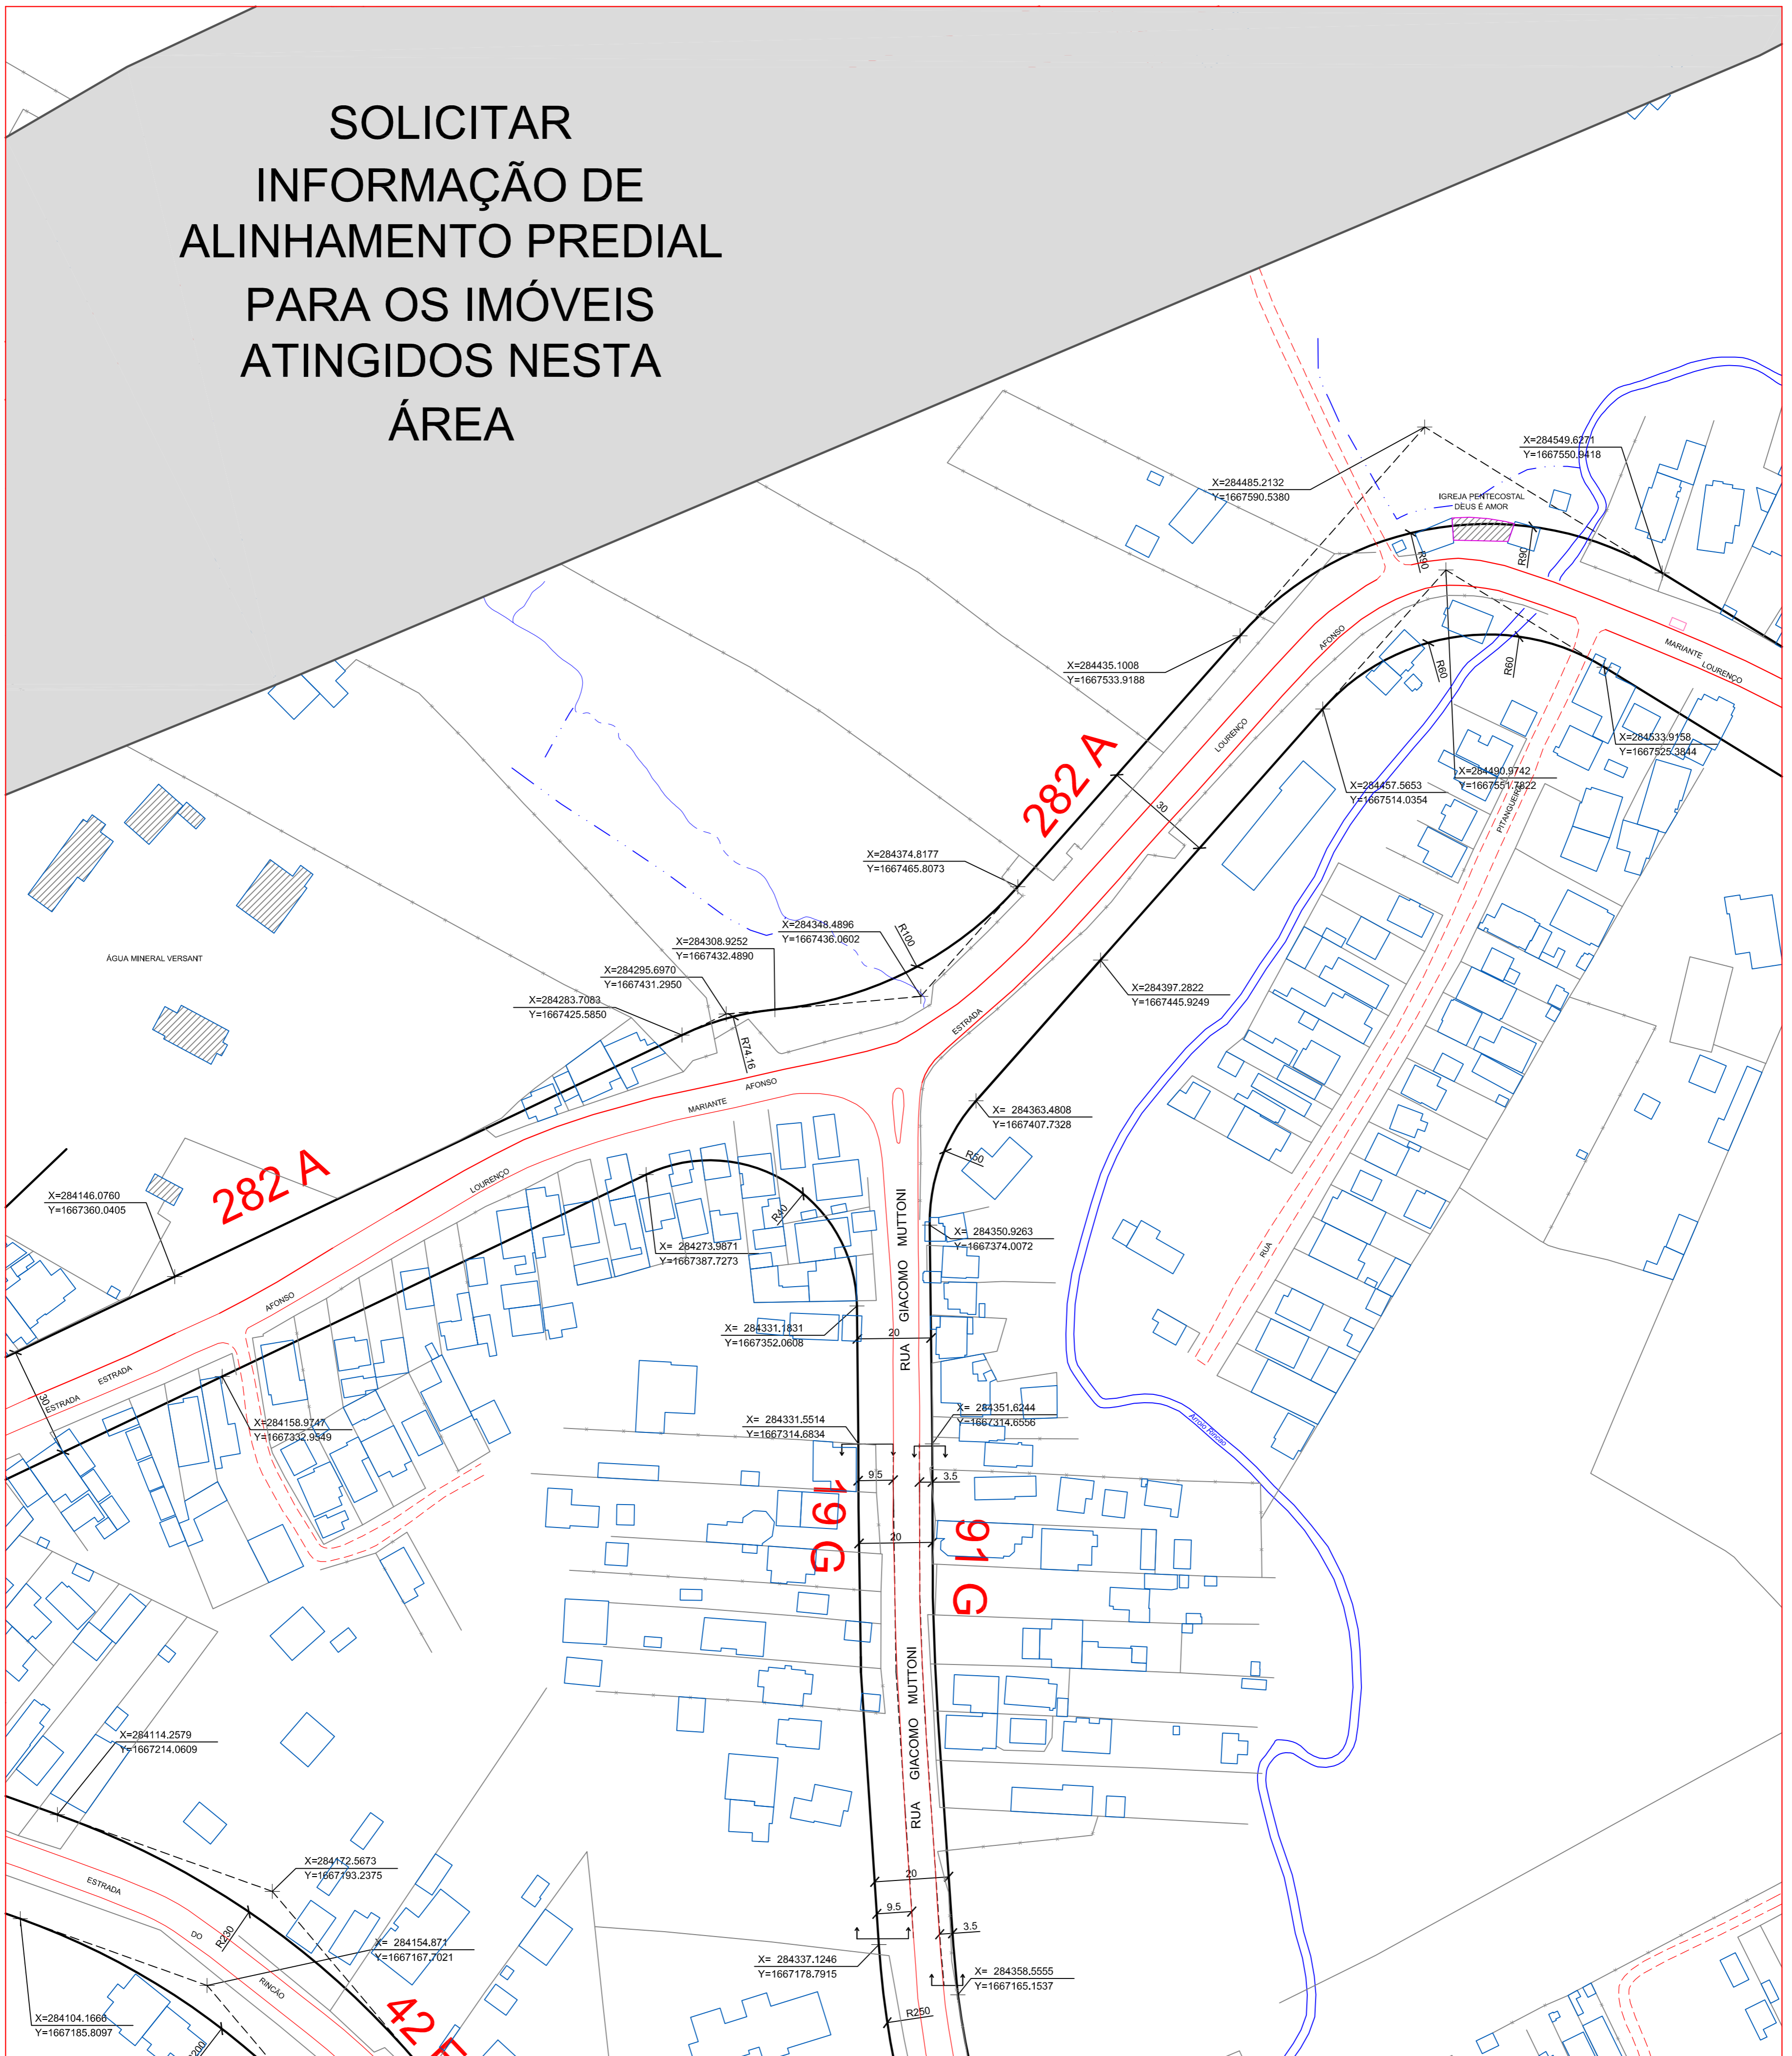 SOLICITAR
INFORMAÇÃO DE
ALINHAMENTO PREDIAL
PARA OS IMÓVEIS
ATINGIDOS NESTA
ÁREA
X=284549.6271
Y=1667550.9418
X=284485.2132
Y=1667590.5380
IGREJA PENTECOSTAL
DEUS É AMOR
R90
R90
AFONSO
MARIANTE
LOURENÇO
R60
R60
X=284435.1008
Y=1667533.9188
LOURENÇO
X=284533.9158
Y=1667525.3844
X=284490.9742
Y=1667551.7822
X=284457.5653
Y=1667514.0354
PITANGUEIRA
282 A
30
X=284374.8177
Y=1667465.8073
X=284348.4896
Y=1667436.0602
R100
X=284308.9252
Y=1667432.4890
X=284295.6970
Y=1667431.2950
X=284283.7083
Y=1667425.5850
ÁGUA MINERAL VERSANT
X=284397.2822
Y=1667445.9249
ESTRADA
R74.16
AFONSO
MARIANTE
X= 284363.4808
Y=1667407.7328
R50
282 A
LOURENÇO
X=284146.0760
Y=1667360.0405
R40
RUA GIACOMO MUTTONI
X= 284350.9263
Y=1667374.0072
X= 284273.9871
Y=1667387.7273
RUA
AFONSO
X= 284331.1831
Y=1667352.0608
20
ESTRADA
ESTRADA
30
X=284158.9747
Y=1667332.9549
X= 284331.5514
Y=1667314.6834
X= 284351.6244
Y=1667314.6556
Arroio Rincão
9.5
3.5
19 G
91 G
20
RUA GIACOMO MUTTONI
X=284114.2579
Y=1667214.0609
X=284172.5673
Y=1667193.2375
20
ESTRADA
9.5
3.5
DO
R230
X= 284154.871
Y=1667167.7021
X= 284337.1246
Y=1667178.7915
X= 284358.5555
Y=1667165.1537
RINCÃO
R250
X=284104.1666
Y=1667185.8097
42